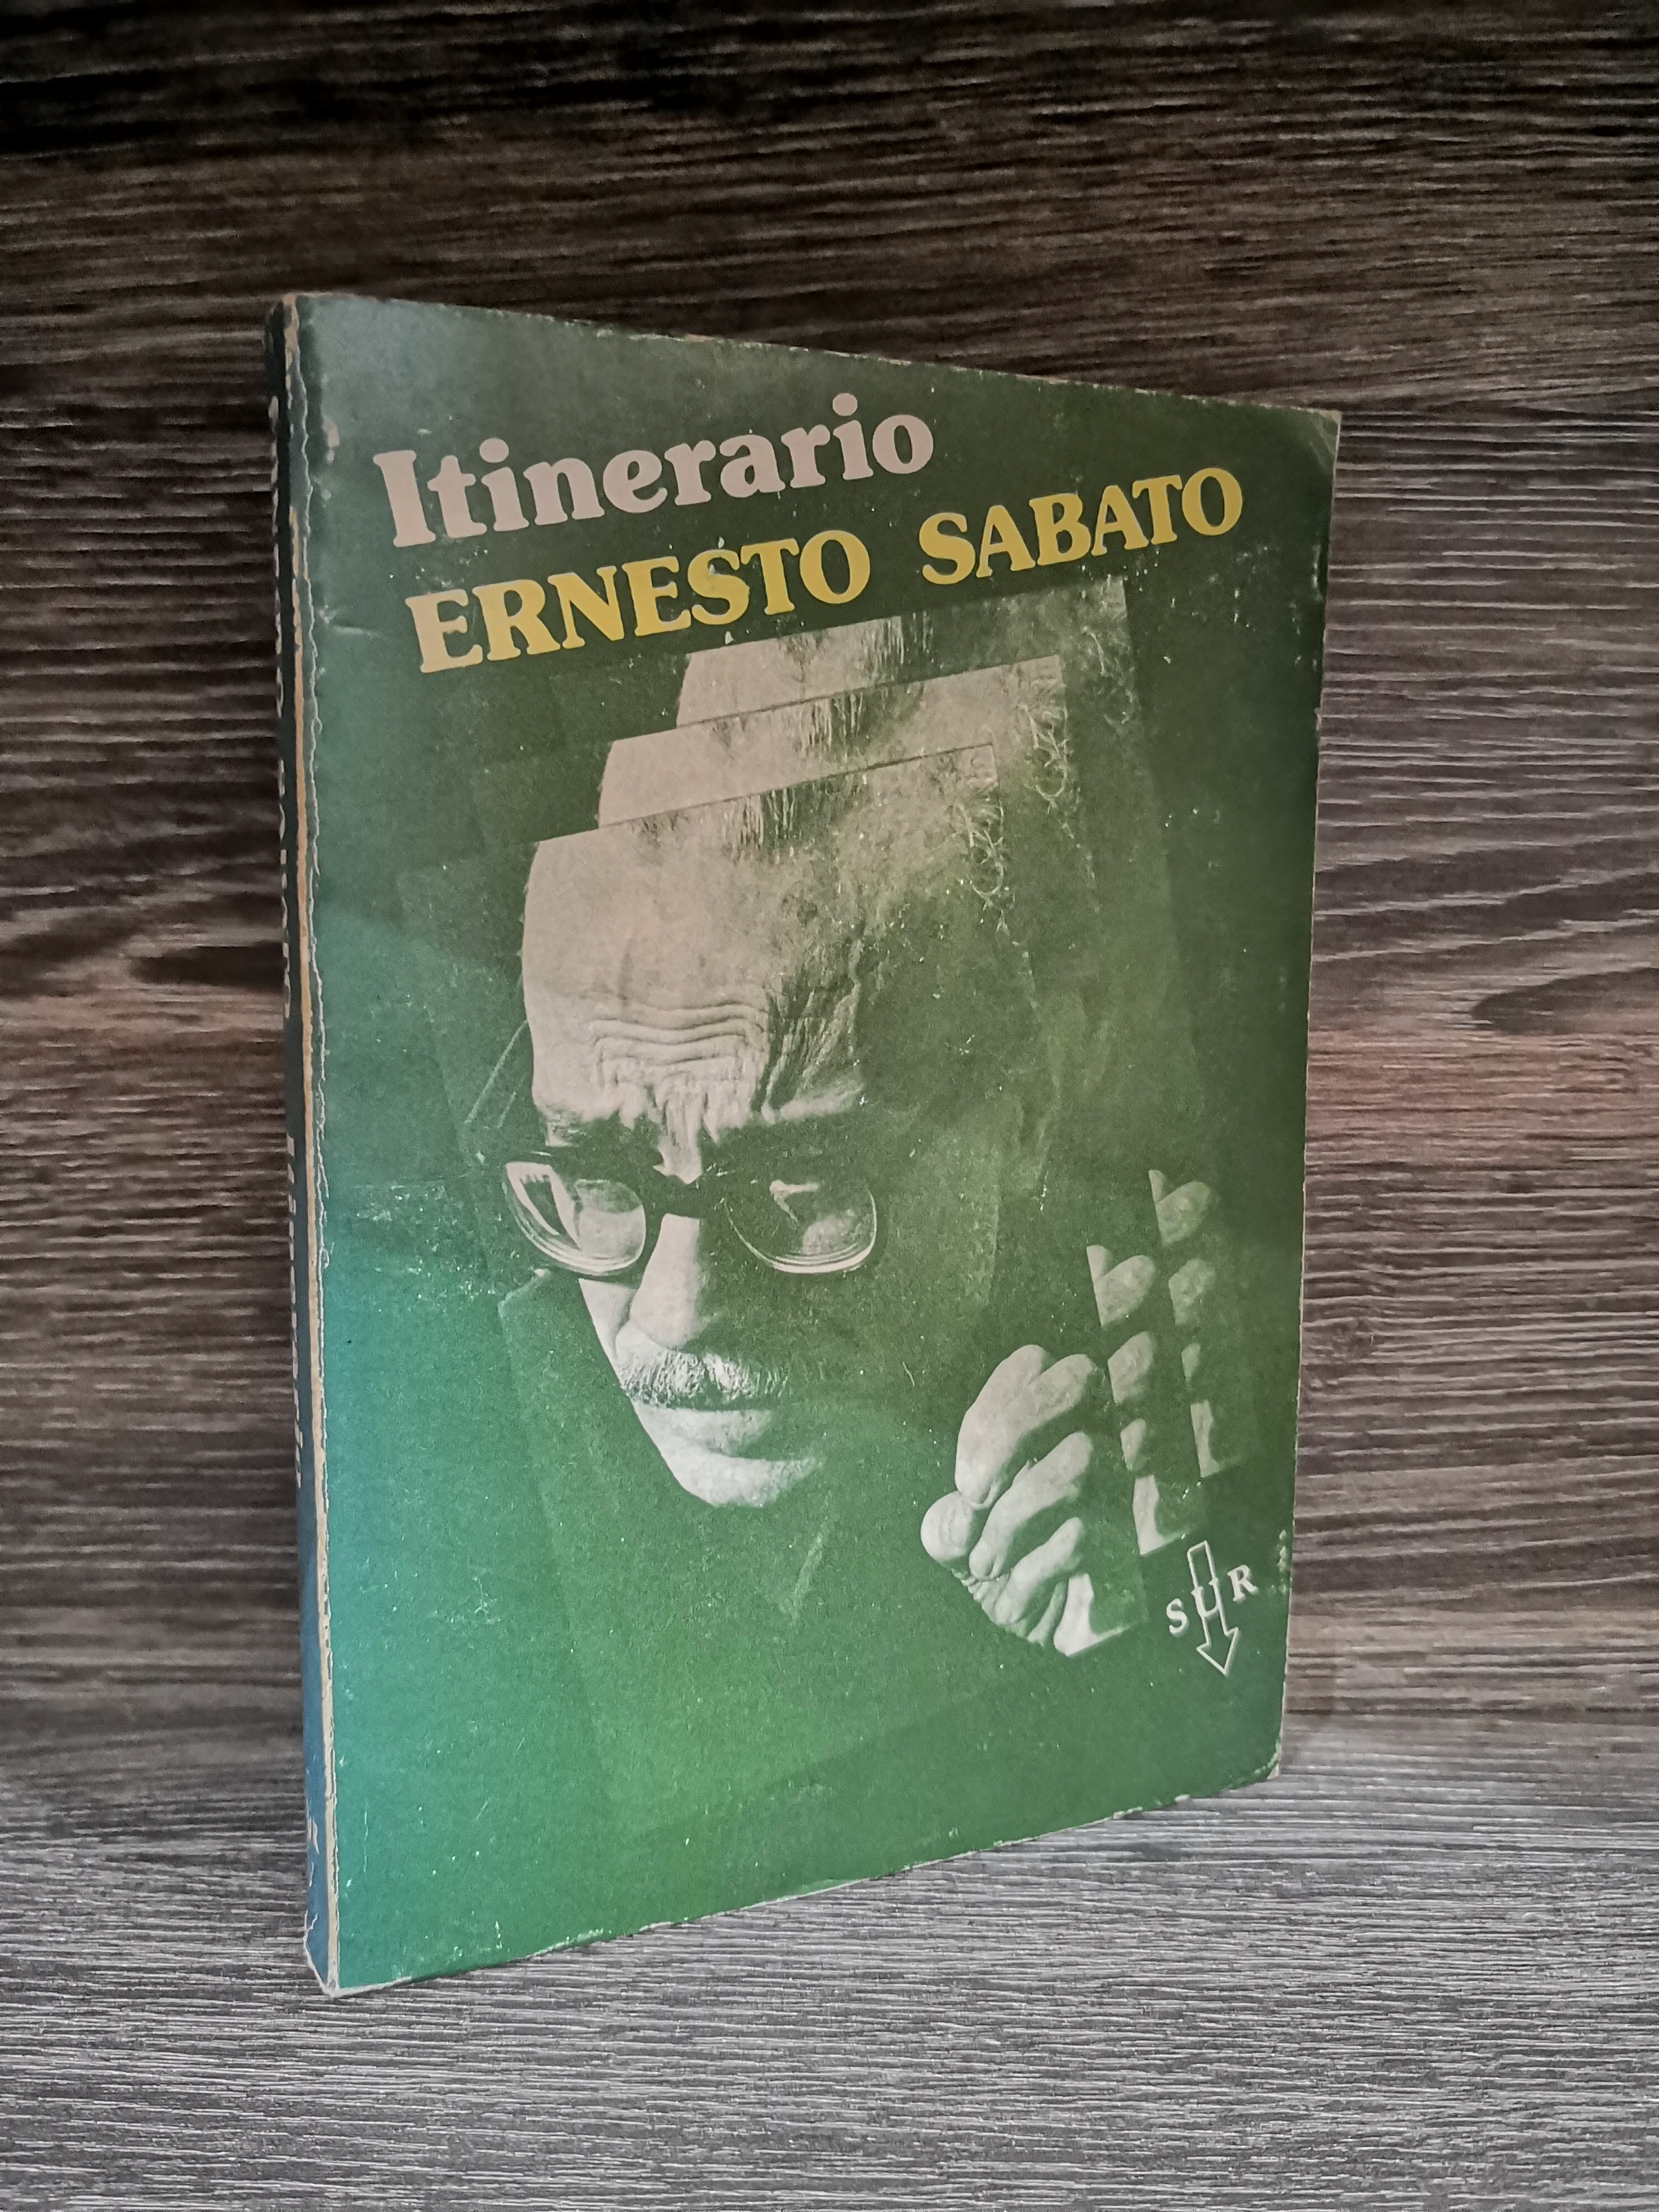 Itinerario
ERNESTO SABATO
SUR